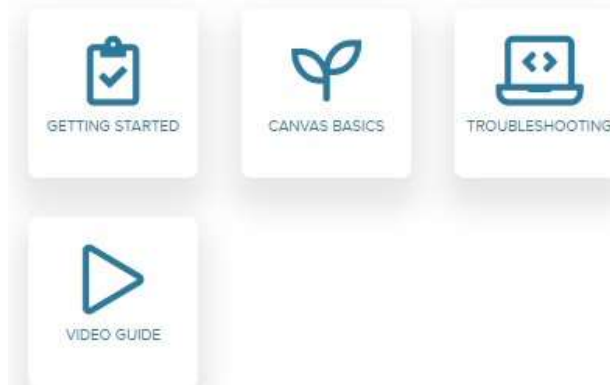 GETTING STARTED
CANVAS BASICS
TROUBLESHOOTING
VIDEO GUIDE